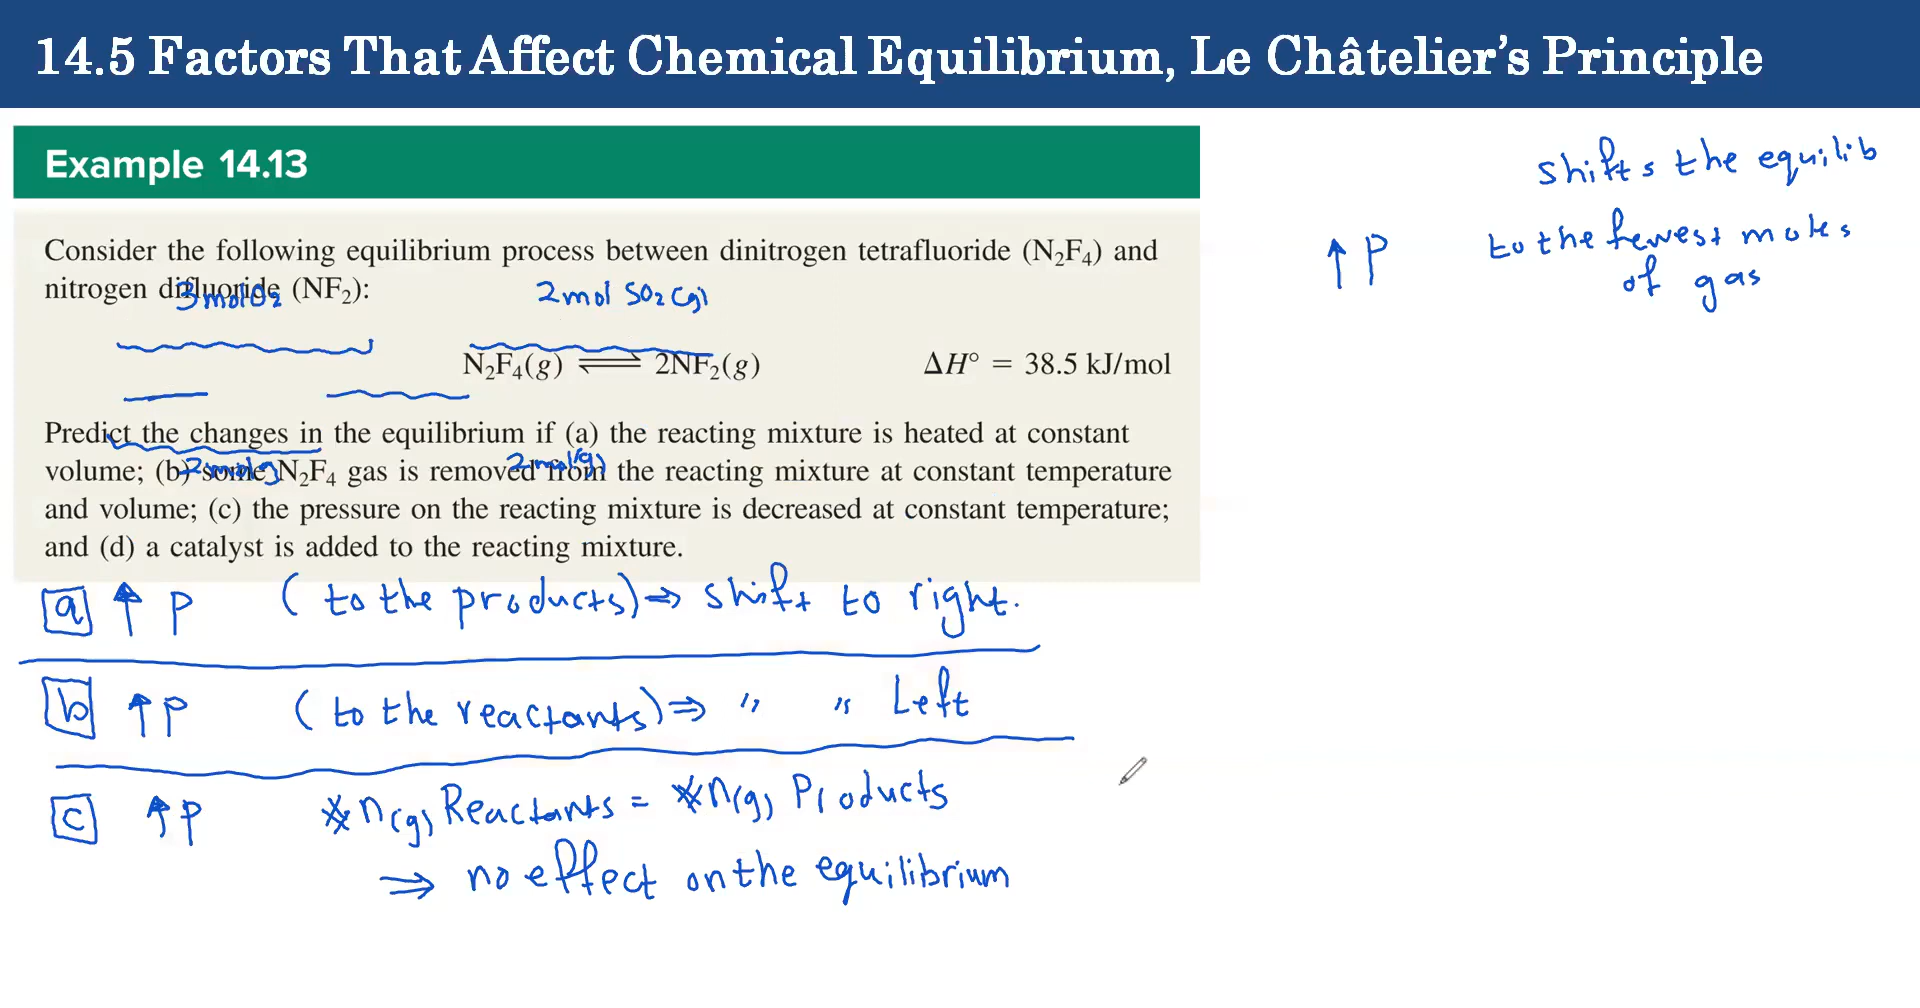 14.5 Factors That Affect Chemical Equilibrium, Le Châtelier's Principle
Example 14.13
Consider the following equilibrium process between dinitrogen tetrafluoride (N₂F₄) and
nitrogen difluoride (NF₂):
3 mol O₂
2 mol SO₂ (g)
N₂F₄(g) ⇌ 2NF₂(g) ΔH° = 38.5 kJ/mol
Predict the changes in the equilibrium if (a) the reacting mixture is heated at constant
volume; (b) some N₂F₄ gas is removed from the reacting mixture at constant temperature
2 mol g
2 mol (g)
and volume; (c) the pressure on the reacting mixture is decreased at constant temperature;
and (d) a catalyst is added to the reacting mixture.
shifts the equilib
↑ P to the fewest moles
of gas
a ↑ P (to the products) ⇒ shift to right.
b ↑ P (to the reactants) ⇒ " " Left
c ↑ P # n(g) Reactants = # n(g) Products
⇒ no effect on the equilibrium